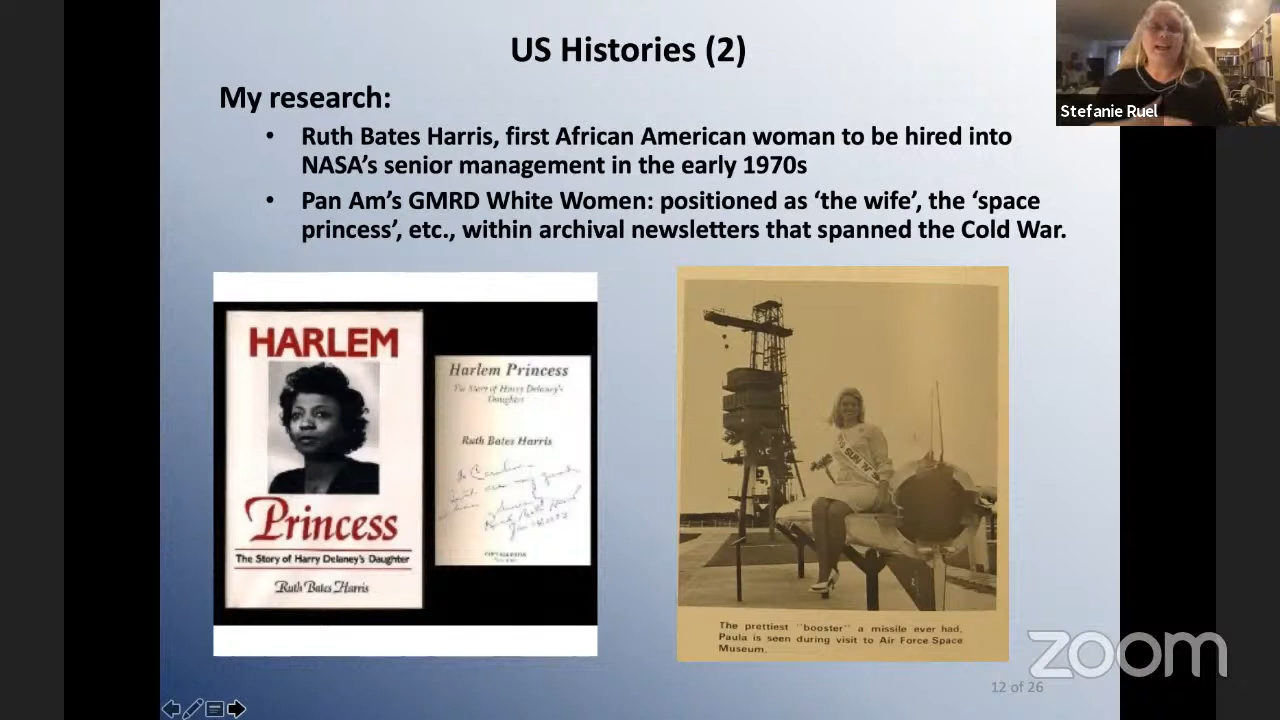 US Histories (2)
My research:
• Ruth Bates Harris, first African American woman to be hired into
NASA's senior management in the early 1970s
• Pan Am's GMRD White Women: positioned as 'the wife', the 'space
princess', etc., within archival newsletters that spanned the Cold War.
Stefanie Ruel
HARLEM
Princess
The Story of Harry Delaney's Daughter
Ruth Bates Harris
Harlem Princess
The Story of Harry Delaney's
Daughter
Ruth Bates Harris
SUN
The prettiest "booster" a missile ever had.
Paula is seen during visit to Air Force Space
Museum.
12 of 26
zoom